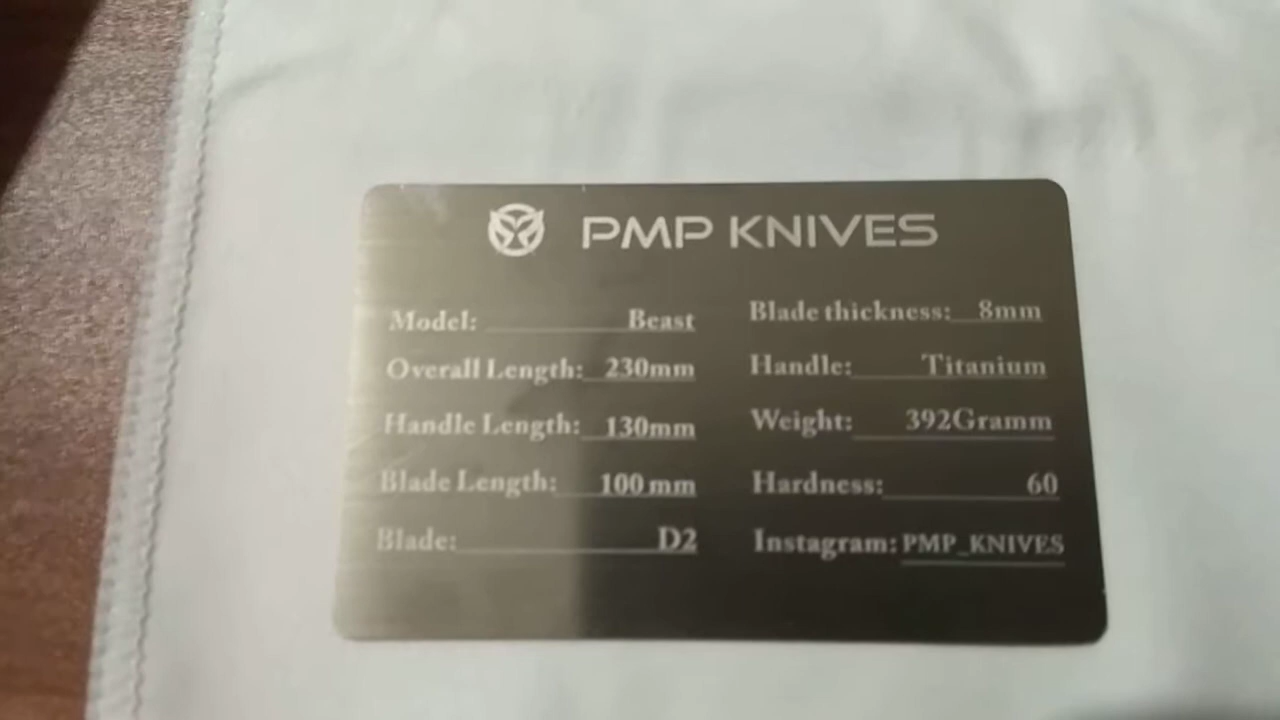 PMP KNIVES
Model: Beast
Overall Length: 230mm
Handle Length: 130mm
Blade Length: 100 mm
Blade: D2
Blade thickness: 8mm
Handle: Titanium
Weight: 392Gramm
Hardness: 60
Instagram: PMP_KNIVES